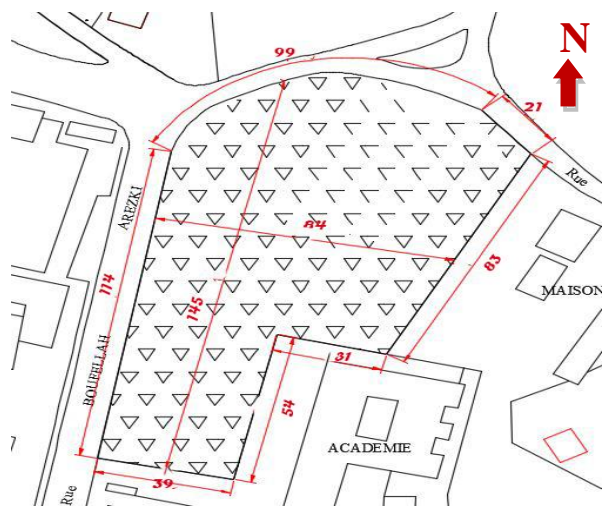 N
99
21
Rue
AREZKI
84
83
114
145
MAISON
BOUFELLAH
31
54
ACADEMIE
39
Rue